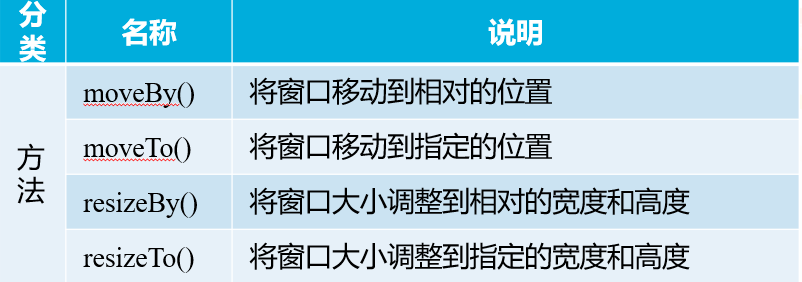 分类 名称 说明
方法
moveBy() 将窗口移动到相对的位置
moveTo() 将窗口移动到指定的位置
resizeBy() 将窗口大小调整到相对的宽度和高度
resizeTo() 将窗口大小调整到指定的宽度和高度